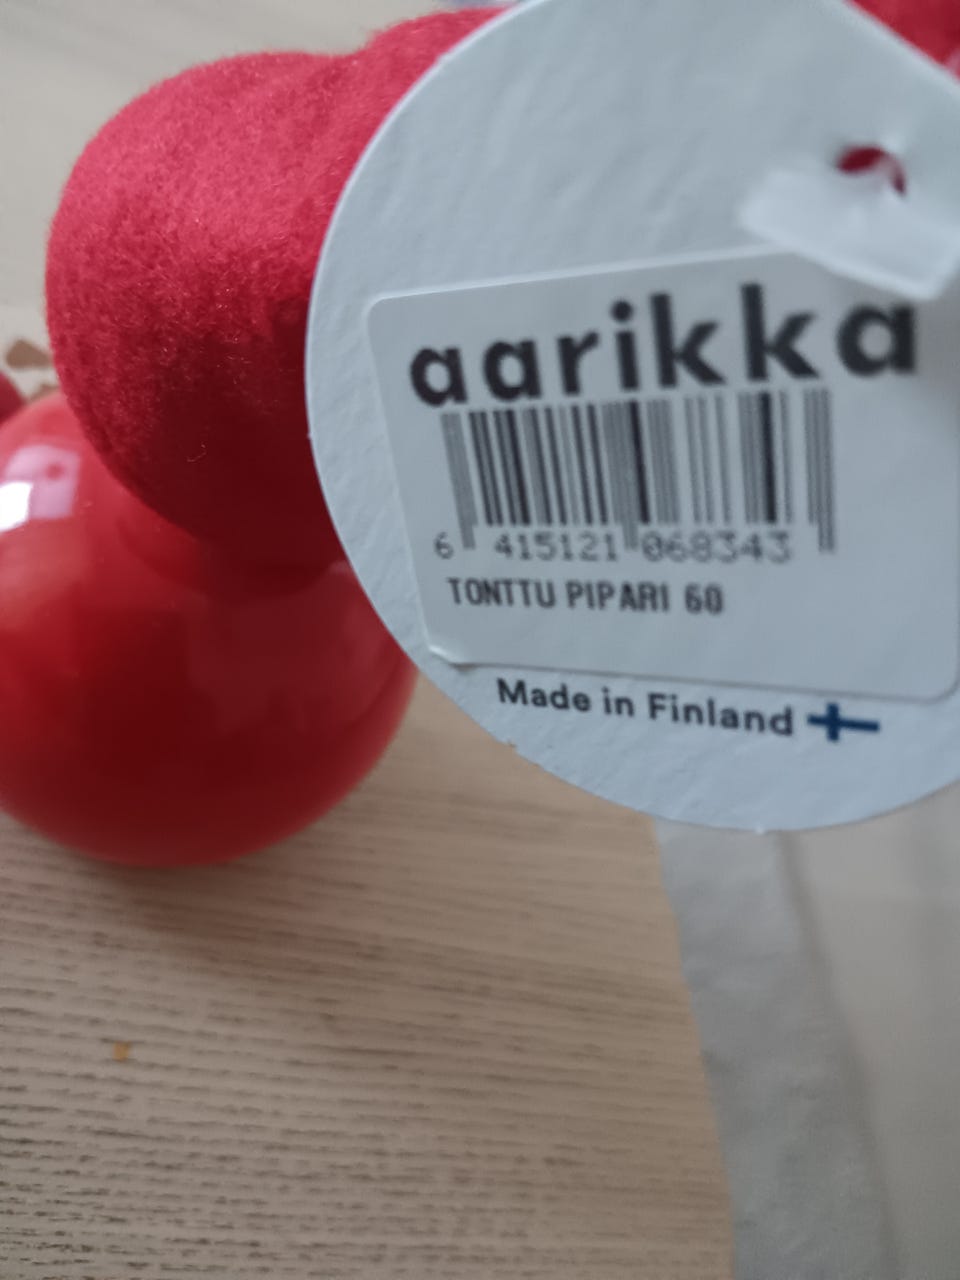 aarikka
6 415121 068343
TONTTU PIPARI 60
Made in Finland